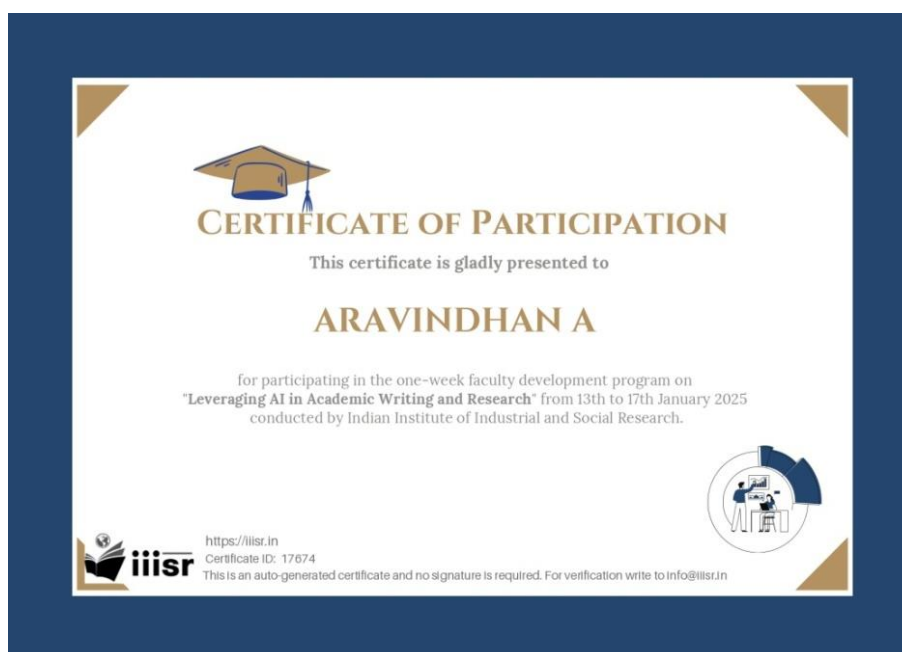 CERTIFICATE OF PARTICIPATION
This certificate is gladly presented to
ARAVINDHAN A
for participating in the one-week faculty development program on
"Leveraging AI in Academic Writing and Research" from 13th to 17th January 2025
conducted by Indian Institute of Industrial and Social Research.
https://iiisr.in
iiisr
Certificate ID: 17674
This is an auto-generated certificate and no signature is required. For verification write to info@iiisr.in